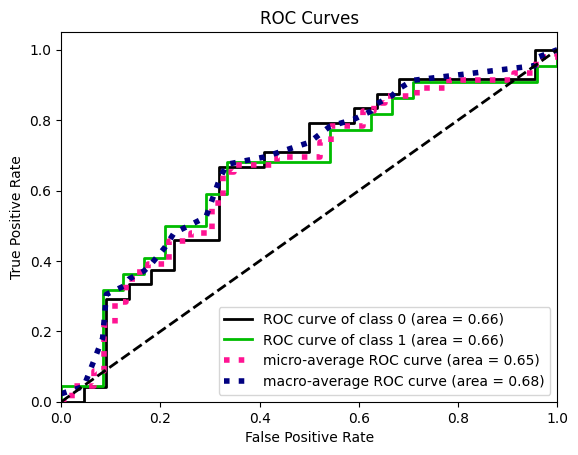 ROC Curves
True Positive Rate
1.0
0.8
0.6
0.4
0.2
0.0
ROC curve of class 0 (area = 0.66)
ROC curve of class 1 (area = 0.66)
micro-average ROC curve (area = 0.65)
macro-average ROC curve (area = 0.68)
0.0 0.2 0.4 0.6 0.8 1.0
False Positive Rate